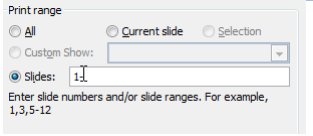 Print range
All Current slide Selection
Custom Show:
Slides: 1-
Enter slide numbers and/or slide ranges. For example,
1,3,5-12